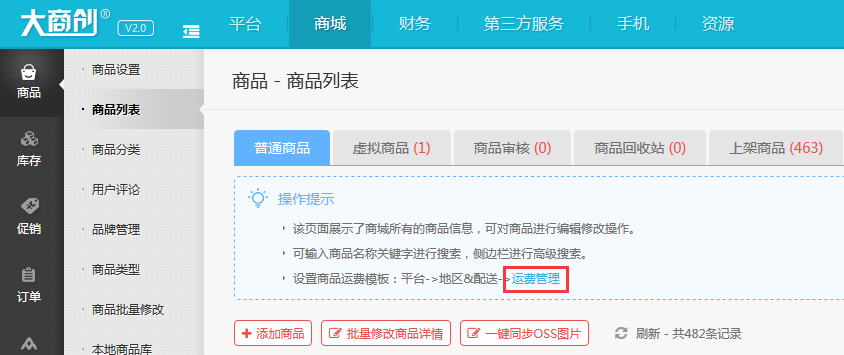 大商创® V2.0
平台 商城 财务 第三方服务 手机 资源
商品
库存
促销
订单
商品设置
商品列表
商品分类
用户评论
品牌管理
商品类型
商品批量修改
本地商品库
商品 - 商品列表
普通商品 虚拟商品 (1) 商品审核 (0) 商品回收站 (0) 上架商品 (463)
操作提示
该页面展示了商城所有的商品信息，可对商品进行编辑修改操作。
可输入商品名称关键字进行搜索，侧边栏进行高级搜索。
设置商品运费模板：平台->地区&配送->运费管理
添加商品 批量修改商品详情 一键同步OSS图片 刷新 - 共482条记录